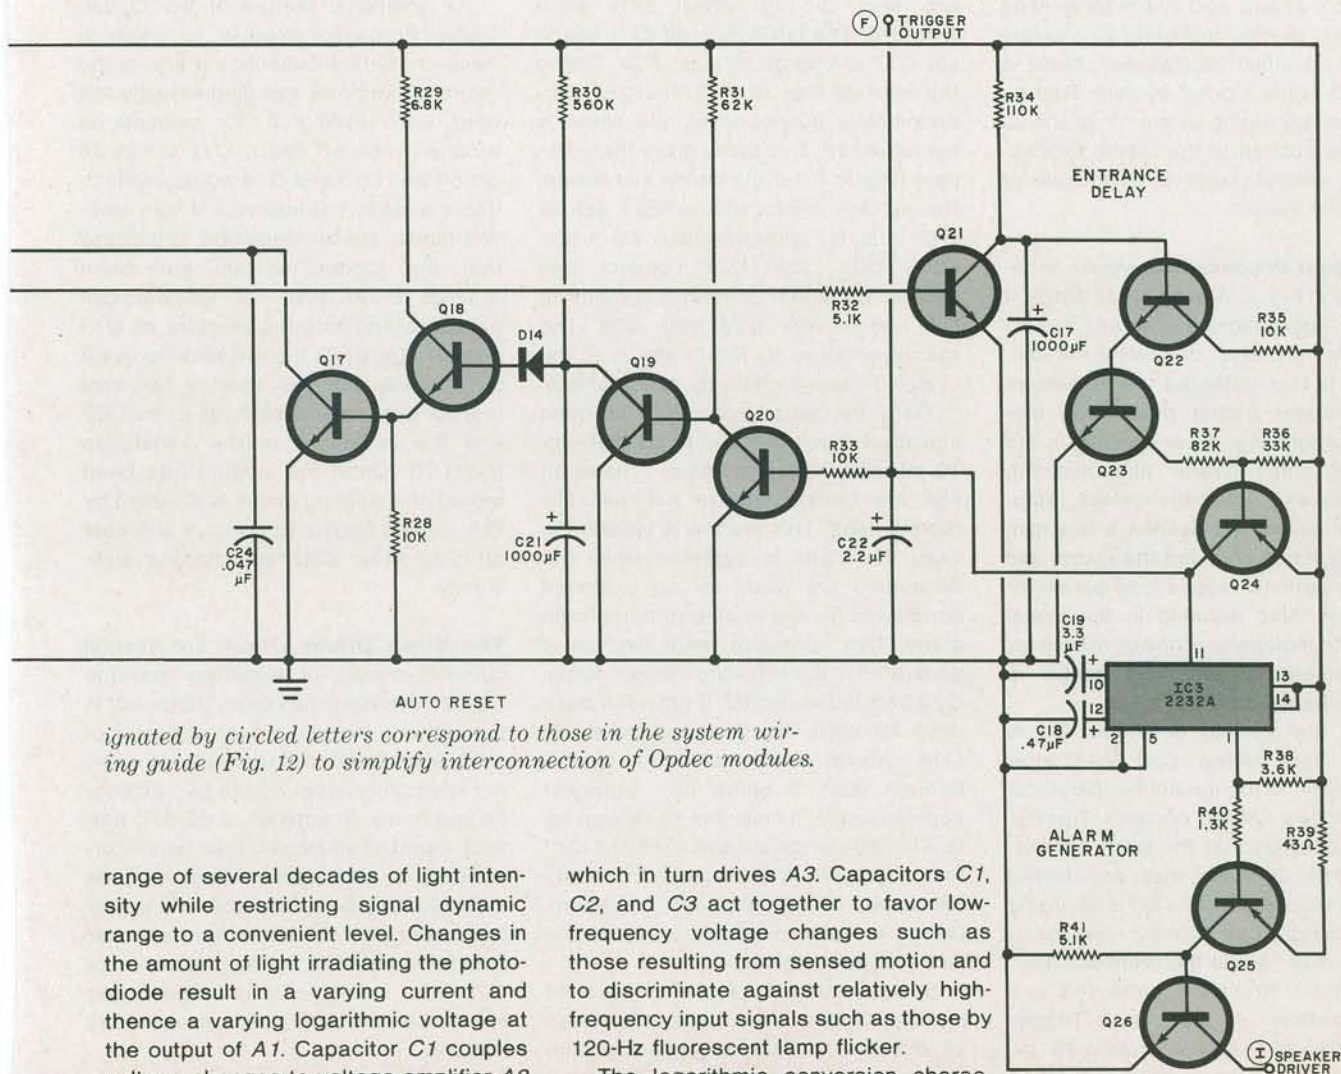 F TRIGGER
OUTPUT
R29
6.8K
R30
560K
R31
62K
R34
110K
ENTRANCE
DELAY
Q21
R32
5.1K
C17
1000µF
Q22
R35
10K
Q18
D14
Q17
Q19
Q20
R33
10K
Q23
R37
82K
R36
33K
Q24
C24
.047
µF
R28
10K
C21
1000µF
C22
2.2µF
C19
3.3
µF
10
11
13
14
IC3
2232A
12
C18
.47µF
2
5
1
R38
3.6K
R40
1.3K
R39
43Ω
AUTO RESET
ALARM
GENERATOR
R41
5.1K
Q25
Q26
I SPEAKER
DRIVER
ignated by circled letters correspond to those in the system wir-
ing guide (Fig. 12) to simplify interconnection of Opdec modules.
range of several decades of light inten-
sity while restricting signal dynamic
range to a convenient level. Changes in
the amount of light irradiating the photo-
diode result in a varying current and
thence a varying logarithmic voltage at
the output of A1. Capacitor C1 couples
which in turn drives A3. Capacitors C1,
C2, and C3 act together to favor low-
frequency voltage changes such as
those resulting from sensed motion and
to discriminate against relatively high-
frequency input signals such as those by
120-Hz fluorescent lamp flicker.
The logarithmic conversion